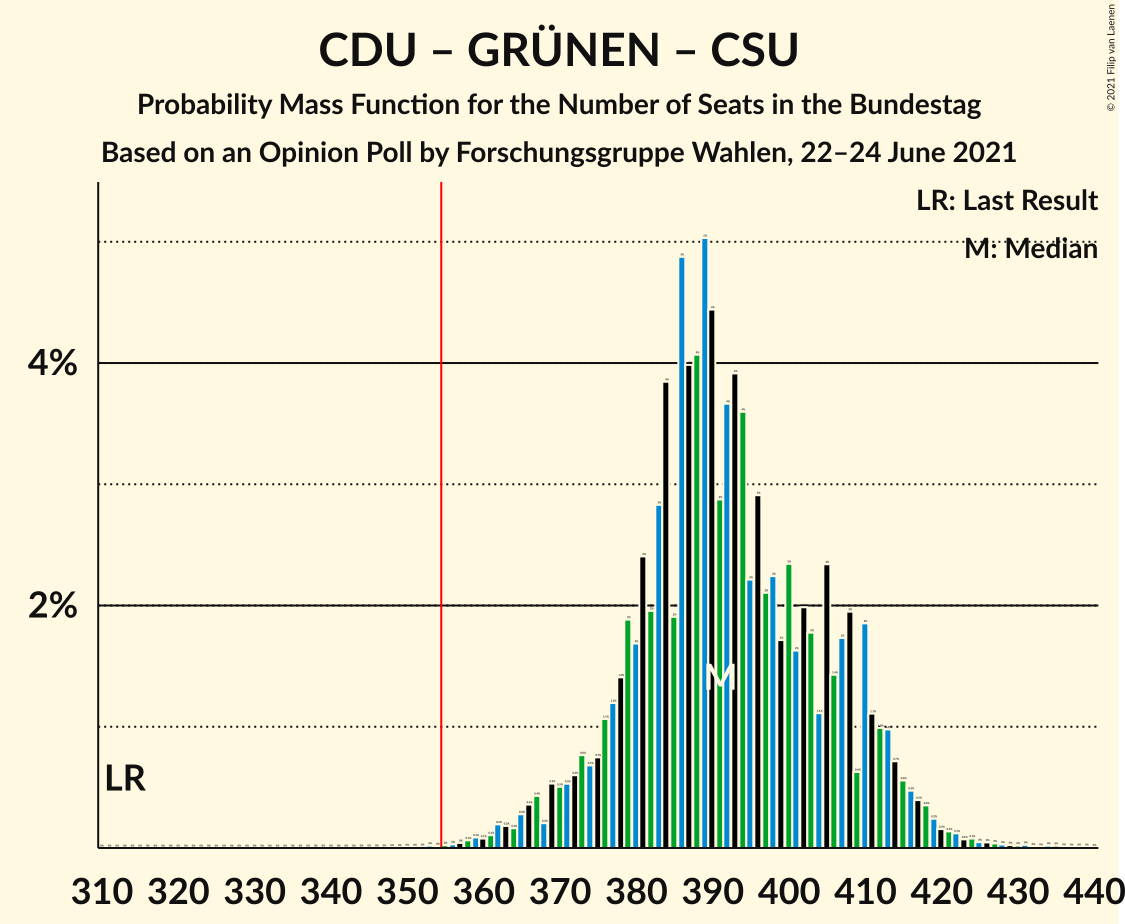 CDU – GRÜNEN – CSU
Probability Mass Function for the Number of Seats in the Bundestag
Based on an Opinion Poll by Forschungsgruppe Wahlen, 22–24 June 2021
© 2021 Filip van Laenen
LR: Last Result
M: Median
4%
2%
M
LR
310 320 330 340 350 360 370 380 390 400 410 420 430 440